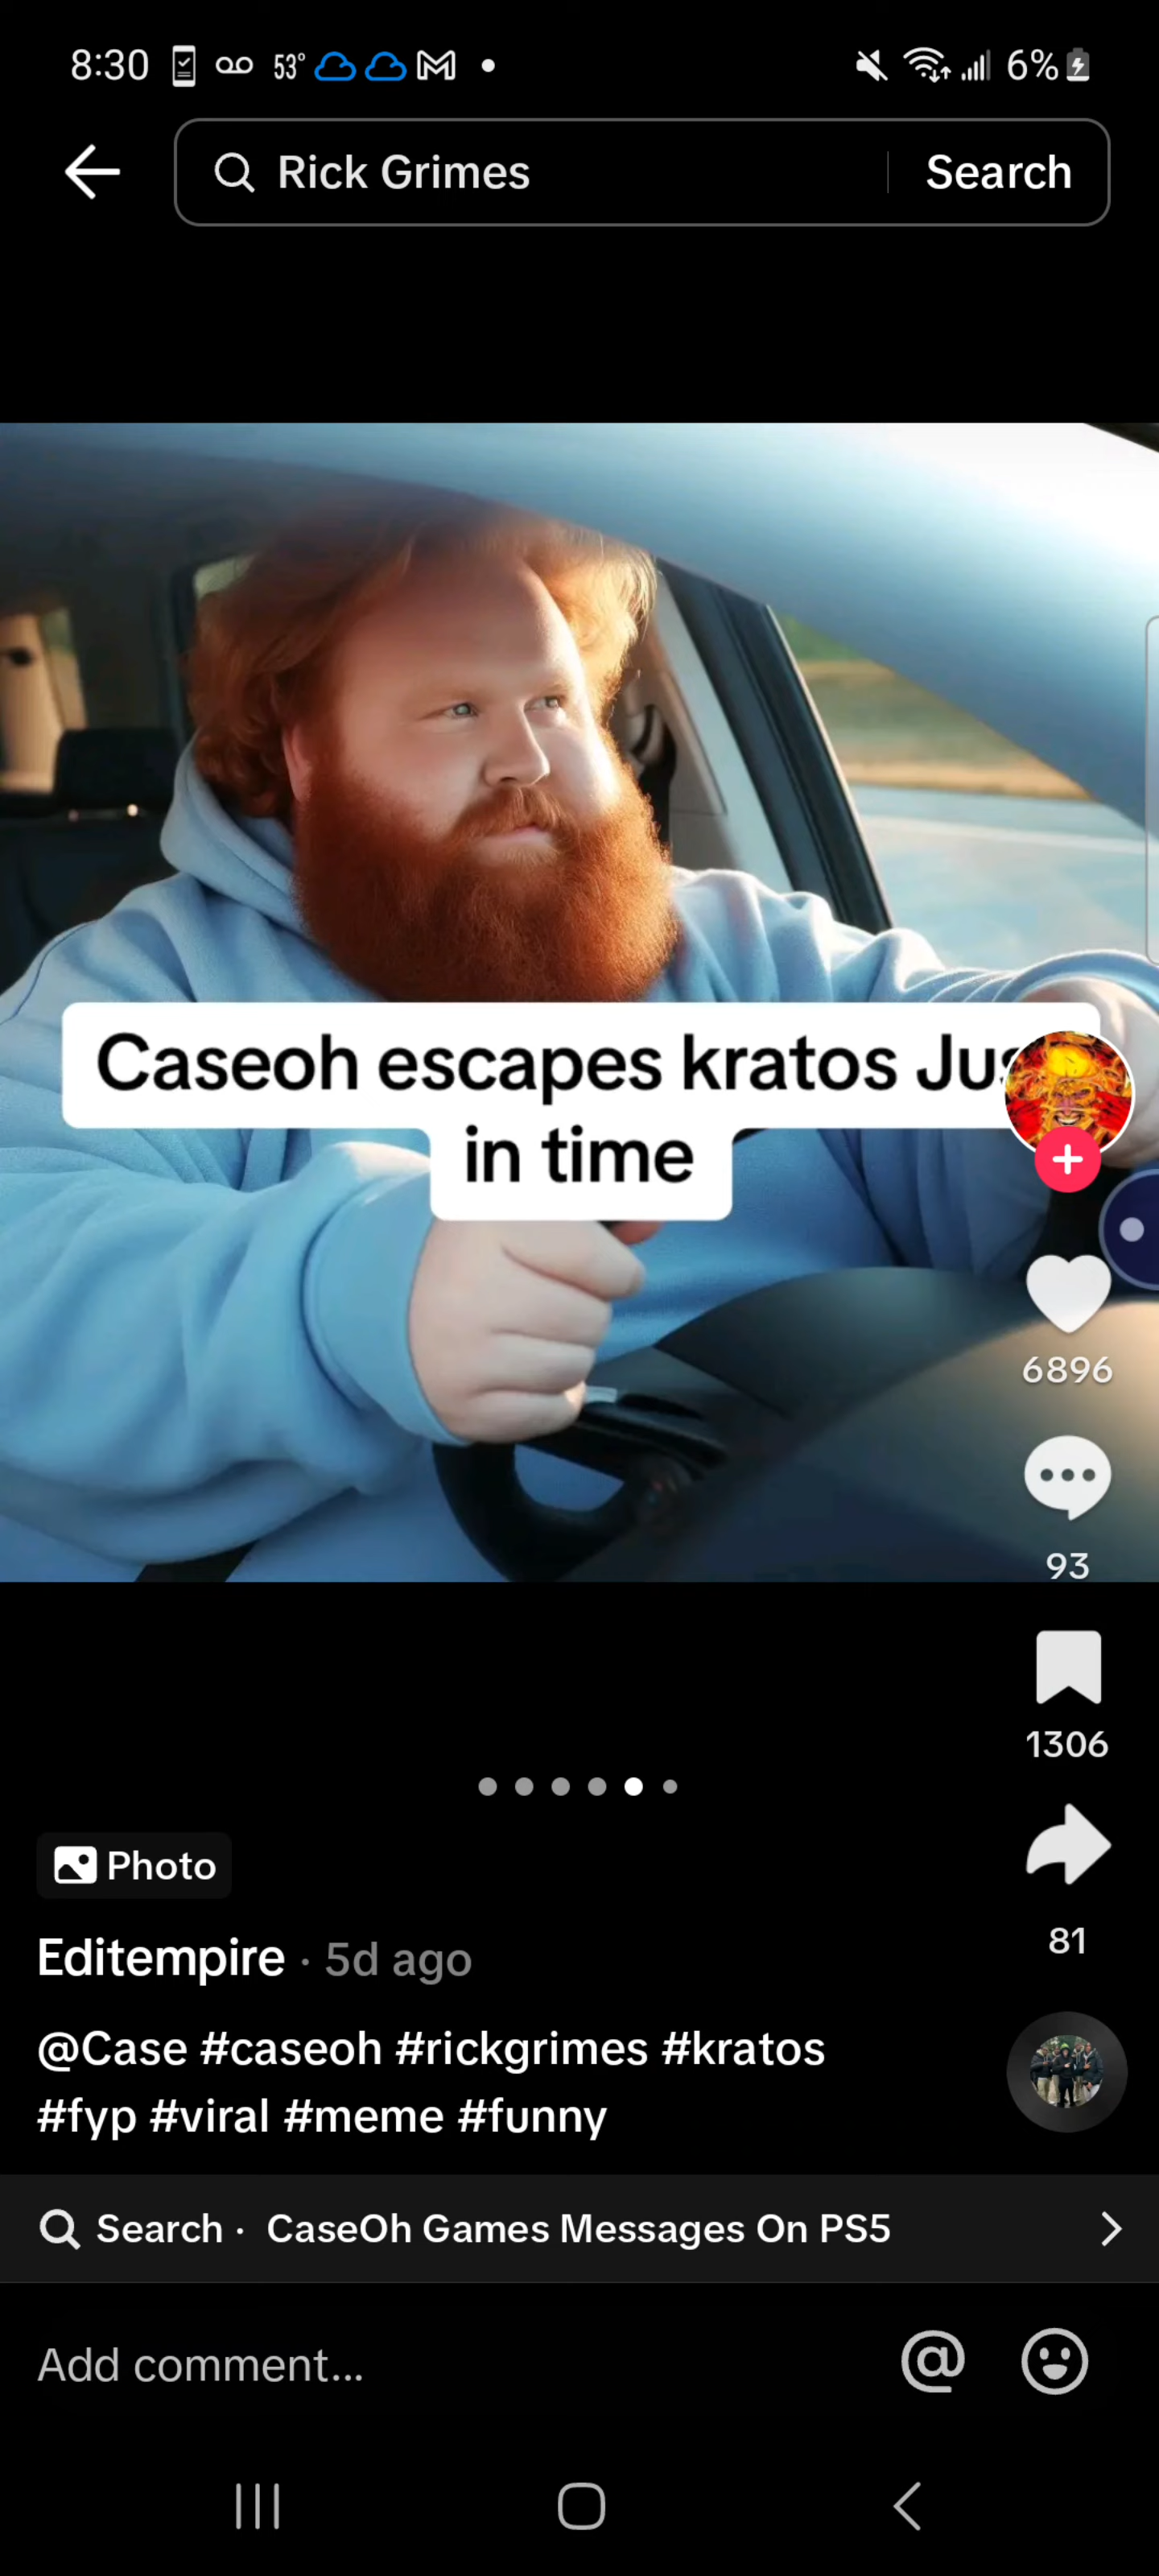 8:30 53° 6%
Rick Grimes Search
Caseoh escapes kratos
in time
6896
93
1306
Photo
81
Editempire · 5d ago
@Case #caseoh #rickgrimes #kratos
#fyp #viral #meme #funny
Search · CaseOh Games Messages On PS5
Add comment...